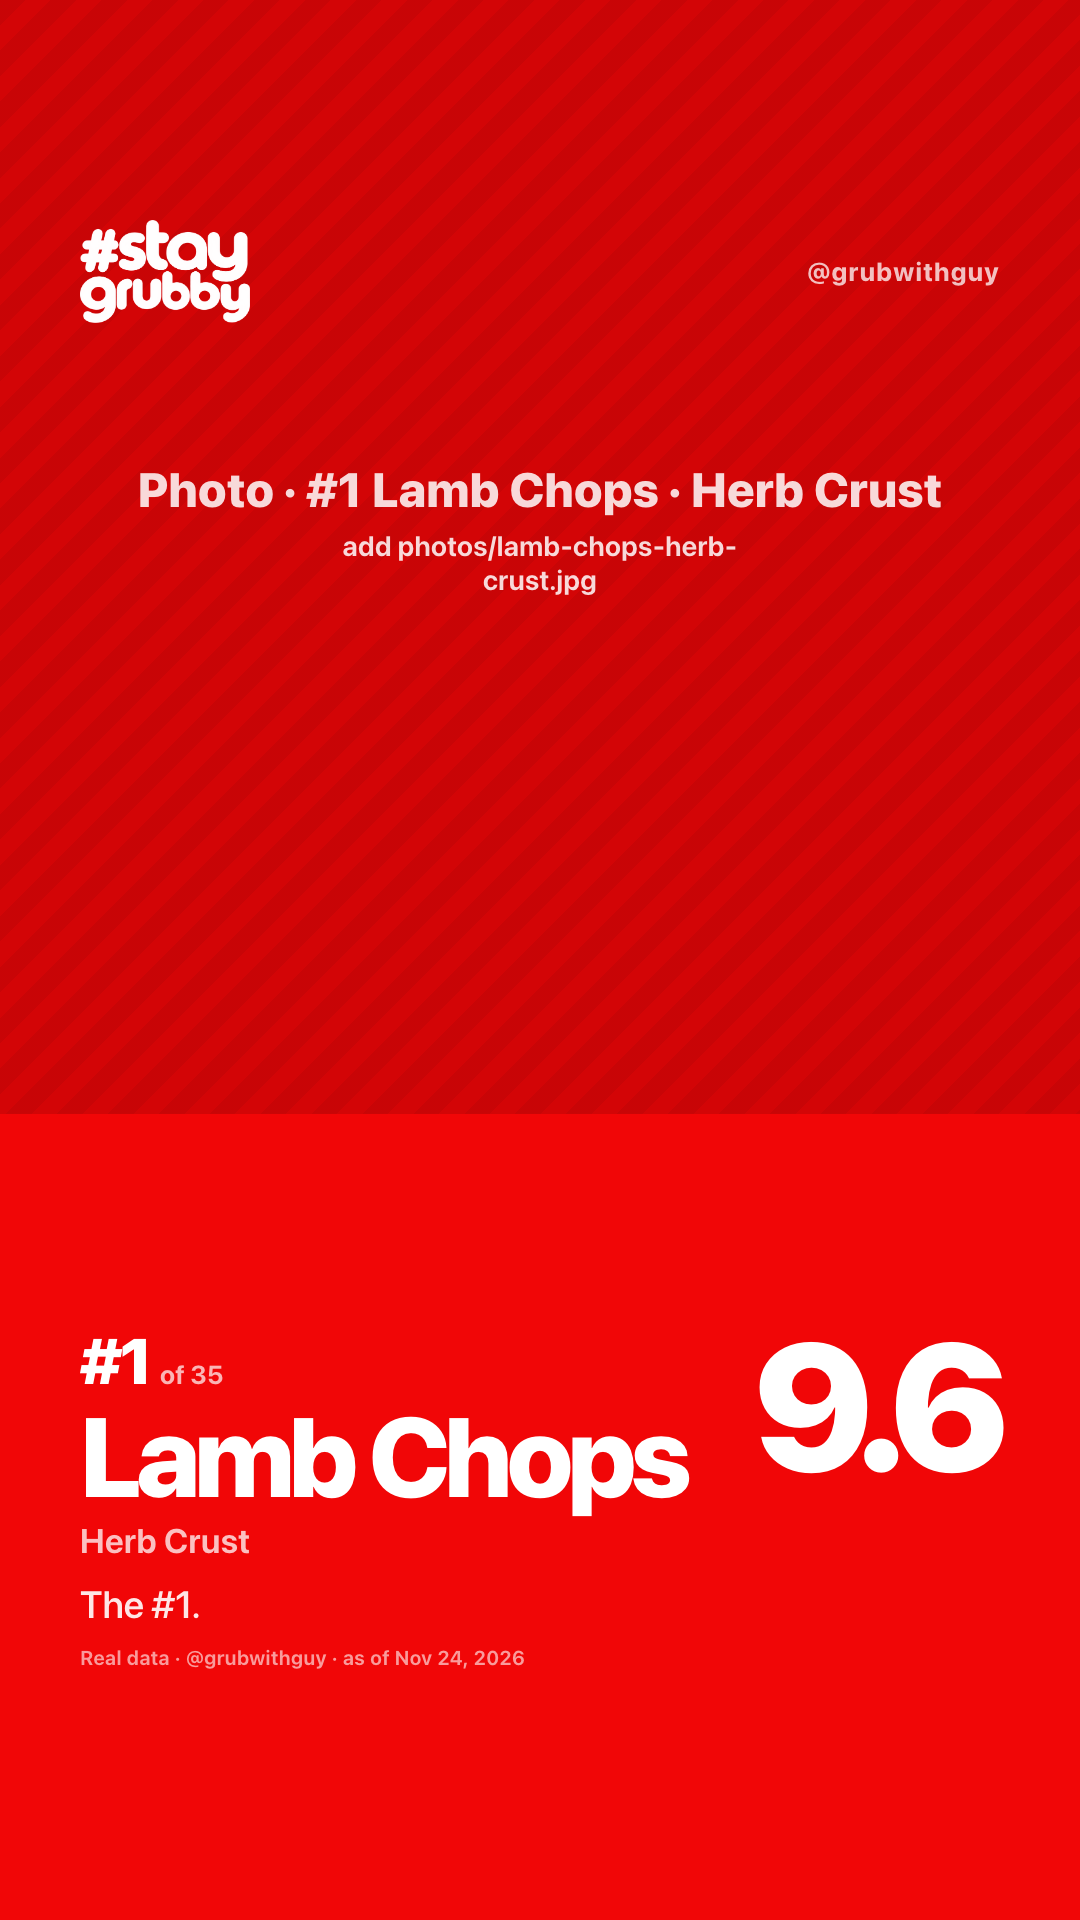 #stay
grubby
@grubwithguy
Photo · #1 Lamb Chops · Herb Crust
add photos/lamb-chops-herb-
crust.jpg
#1 of 35
9.6
Lamb Chops
Herb Crust
The #1.
Real data · @grubwithguy · as of Nov 24, 2026